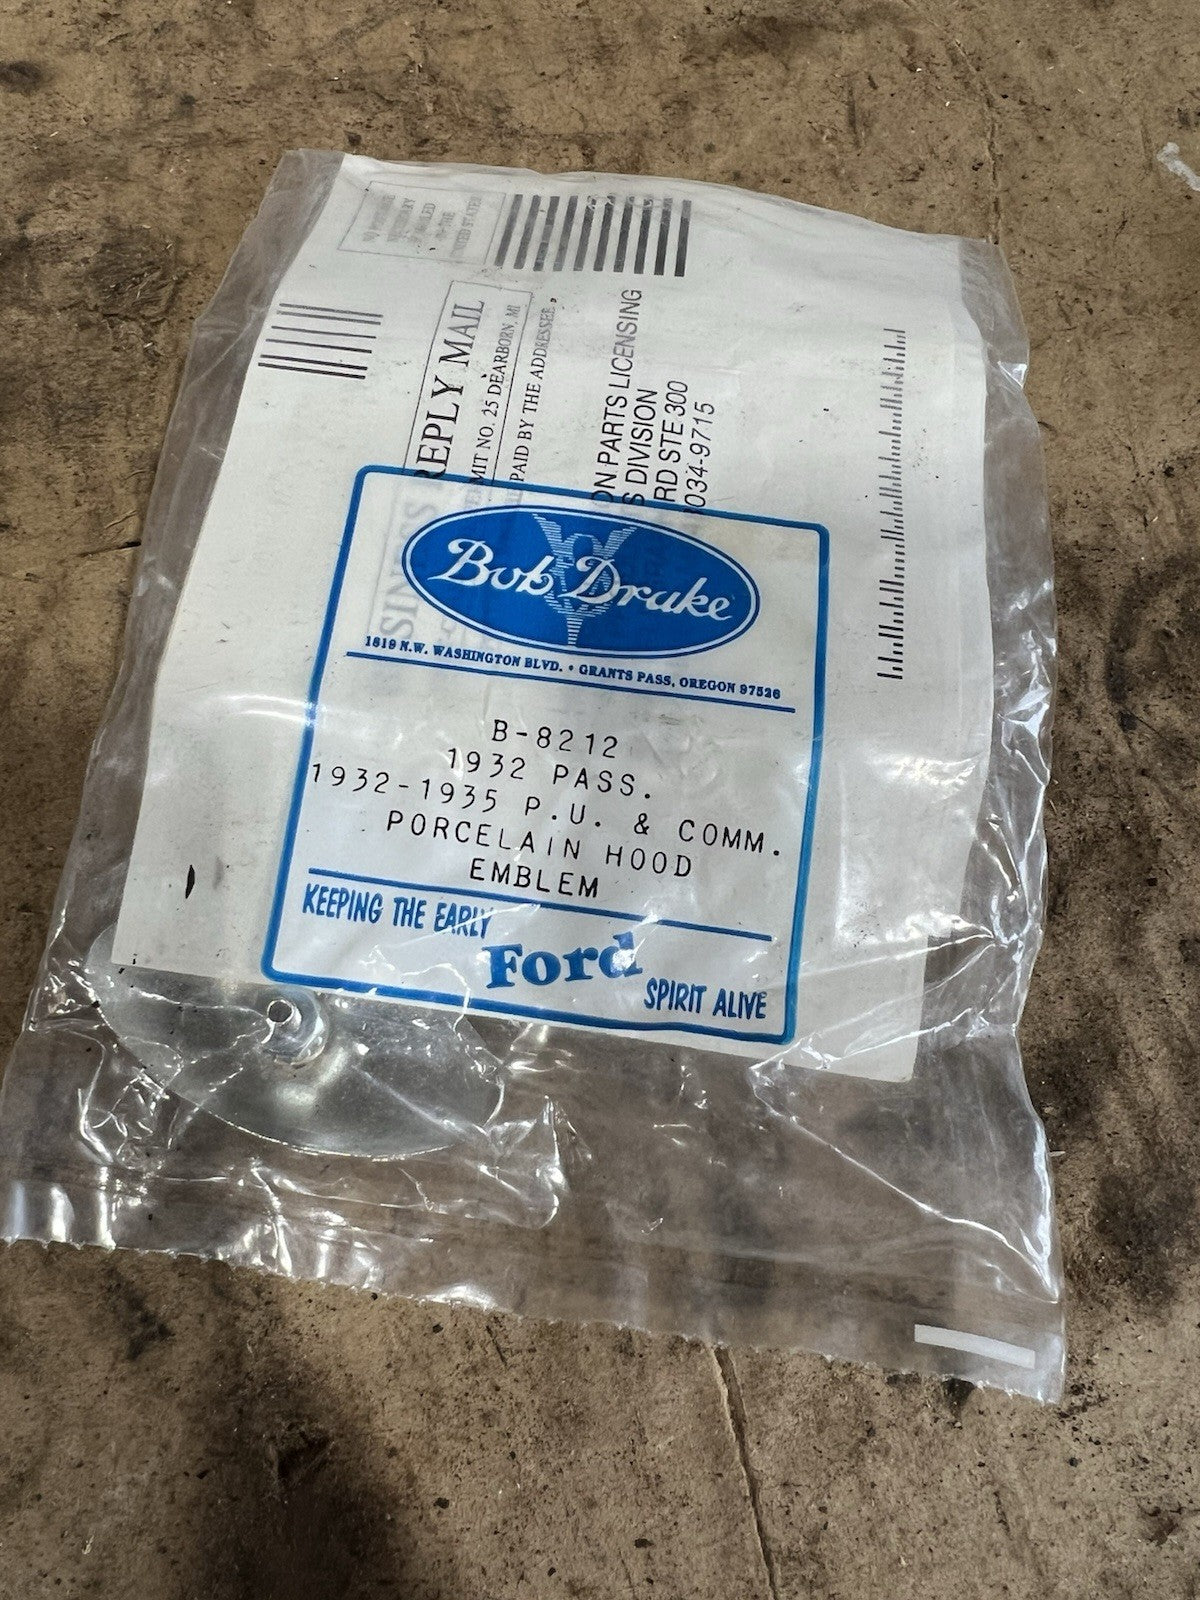 REPLY MAIL
MIT NO. 25 DEARBORN, MI
PAID BY THE ADDRESSEE,
ON PARTS LICENSING
S DIVISION
RD STE 300
034-9715
Bob Drake
1819 N.W. WASHINGTON BLVD. • GRANTS PASS, OREGON 97526
B-8212
1932 PASS.
1932-1935 P.U. & COMM.
PORCELAIN HOOD
EMBLEM
KEEPING THE EARLY
Ford
SPIRIT ALIVE